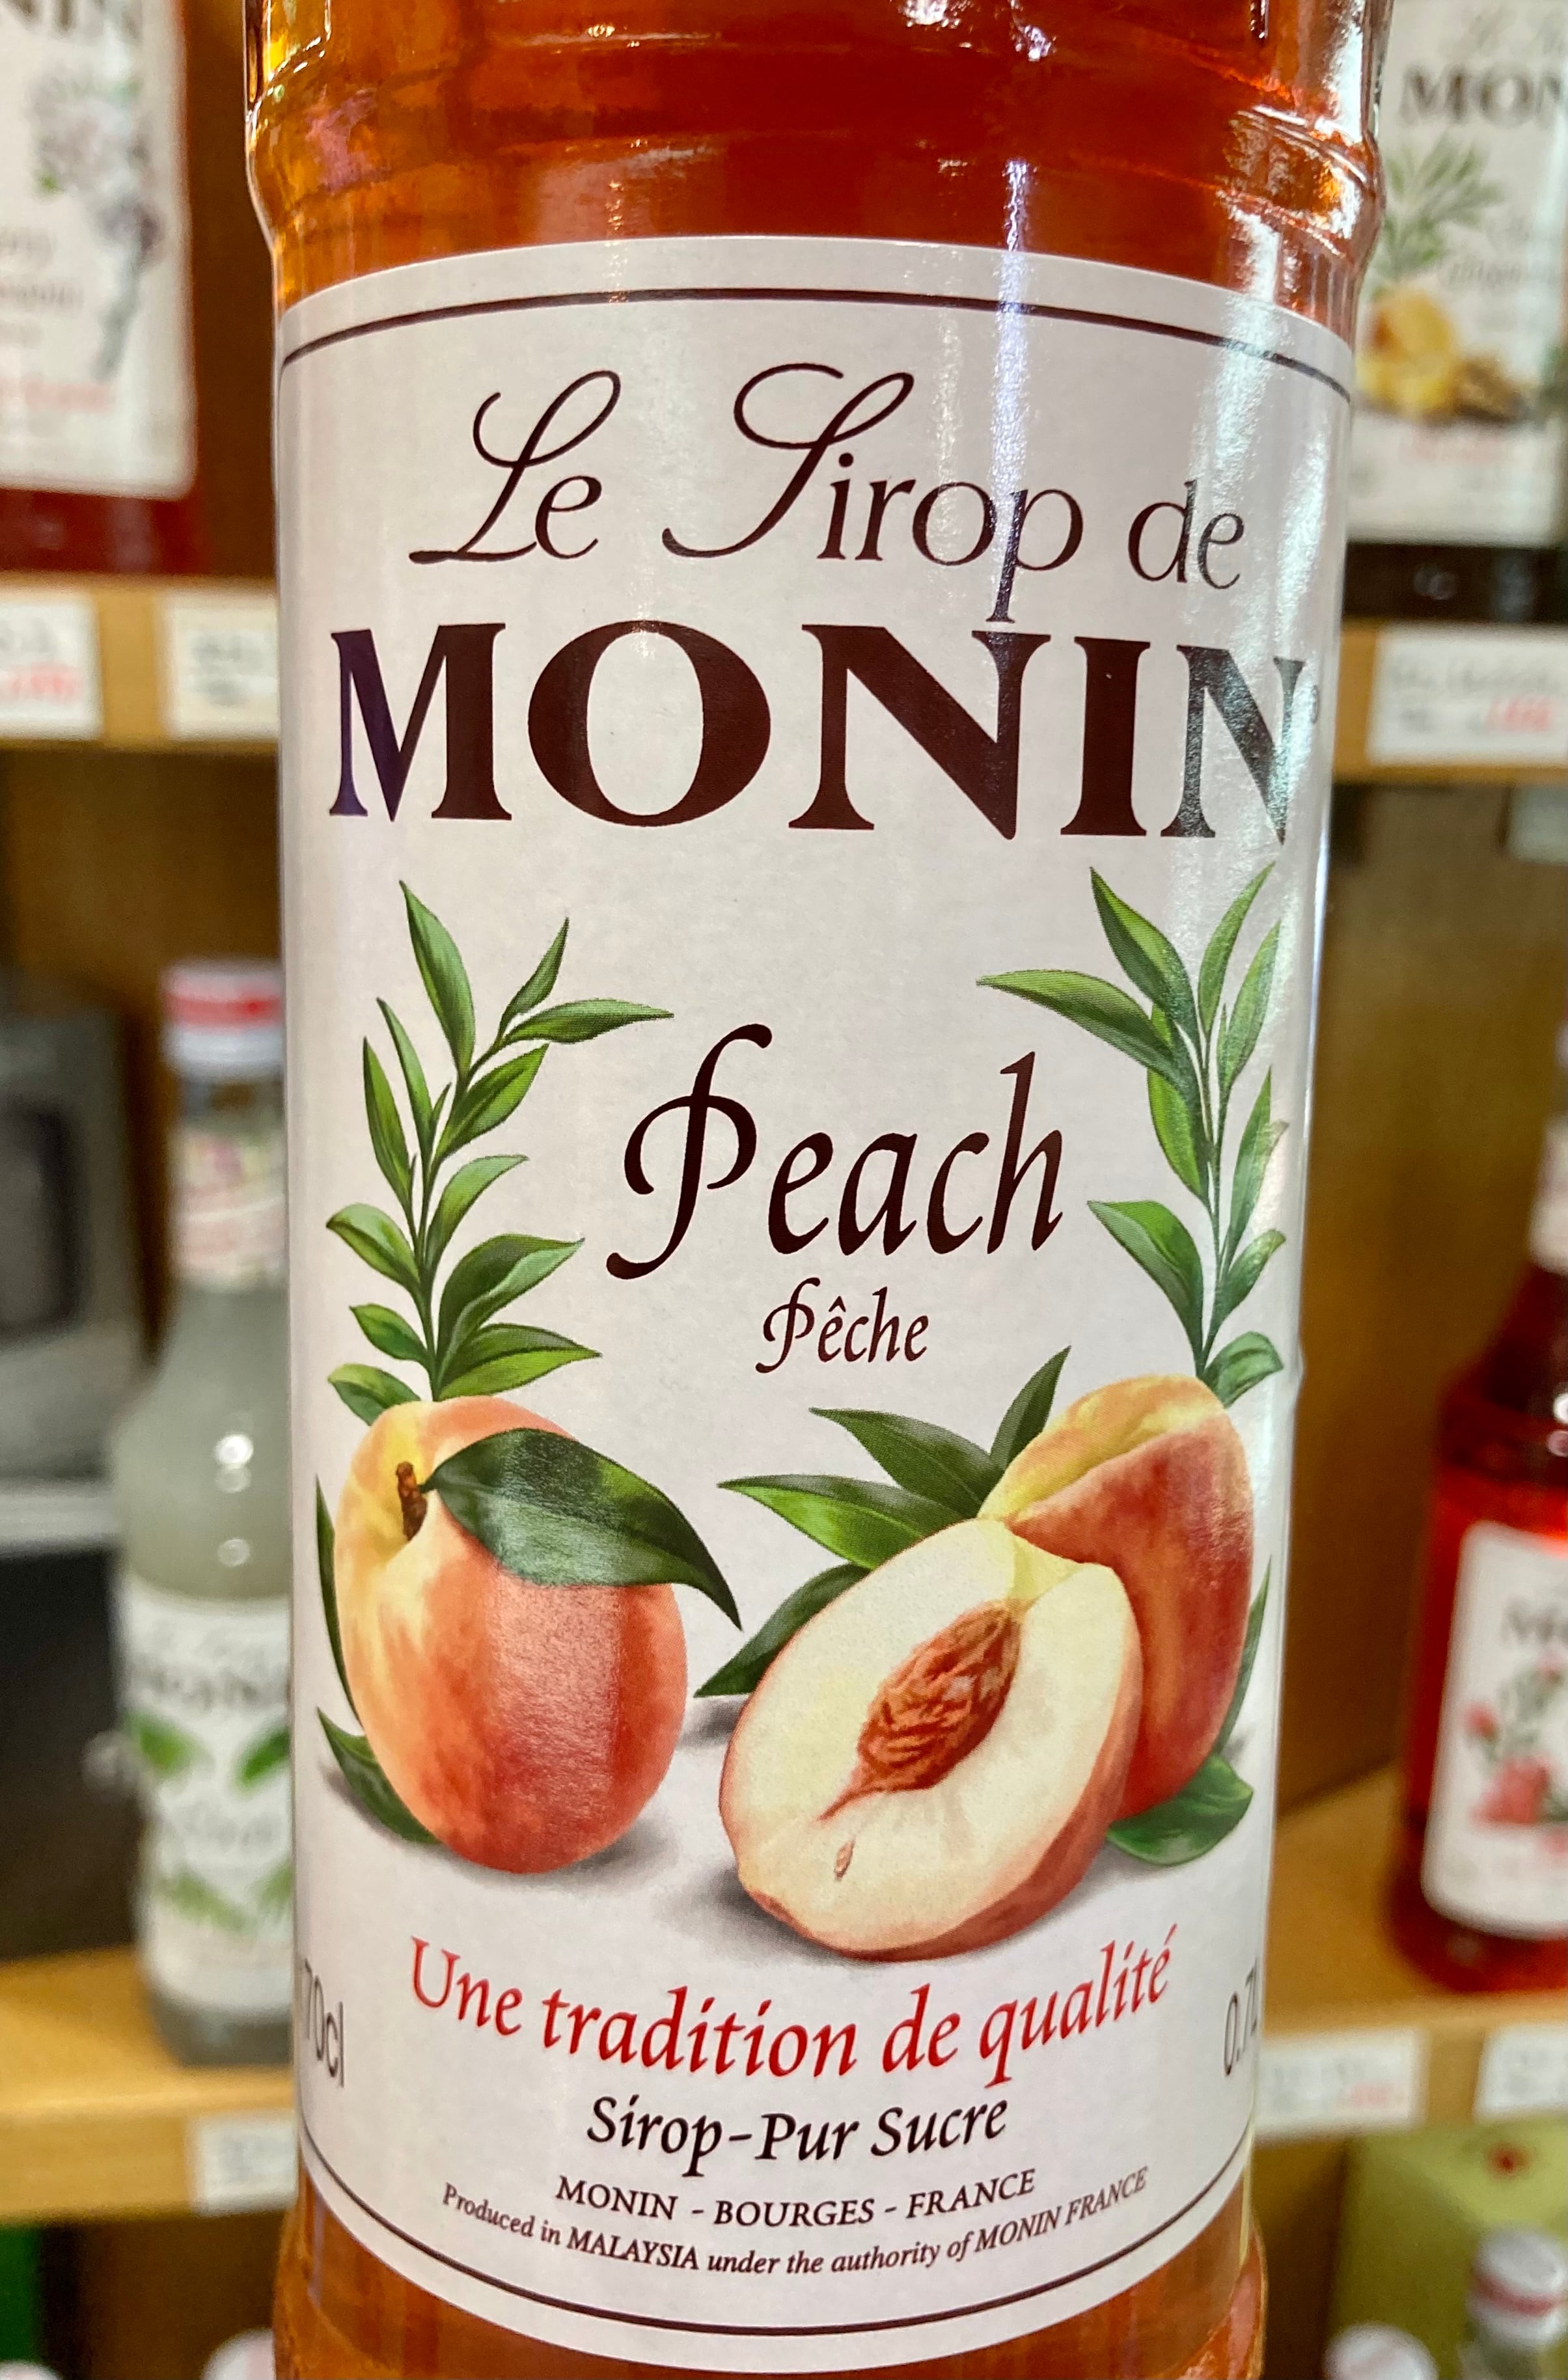 Le Sirop de
MONIN
Peach
Pêche
Une tradition de qualité
70cl
Sirop-Pur Sucre
MONIN - BOURGES - FRANCE
Produced in MALAYSIA under the authority of MONIN FRANCE